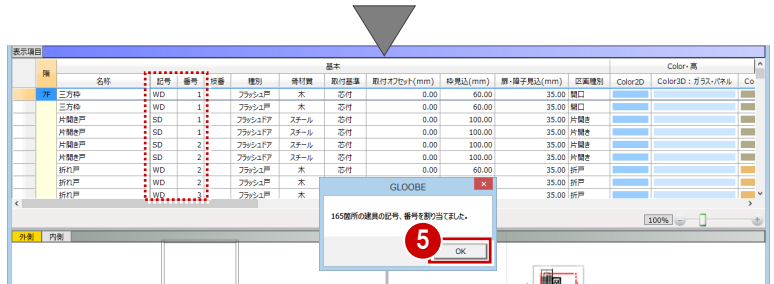 表示項目
基本 Color・高
階 名称 記号 番号 枝番 種別 骨材質 取付基準 取付オフセット(mm) 枠見込(mm) 扉・障子見込(mm) 区画種別 Color2D Color3D：ガラス・パネル Co
7F 三方枠 WD 1 フラッシュ戸 木 芯付 0.00 60.00 35.00 開口
三方枠 WD 1 フラッシュ戸 木 芯付 0.00 60.00 35.00 開口
片開き戸 SD 1 フラッシュドア スチール 芯付 0.00 100.00 35.00 片開き
片開き戸 SD 1 フラッシュドア スチール 芯付 0.00 100.00 35.00 片開き
片開き戸 SD 2 フラッシュドア スチール 芯付 0.00 100.00 35.00 片開き
片開き戸 SD 2 フラッシュドア スチール 芯付 0.00 100.00 35.00 片開き
折れ戸 WD 2 フラッシュ戸 木 芯付 0.00 60.00 35.00 折戸
折れ戸 WD 2 フラッシュ戸 木 35.00 折戸
折れ戸 WD 3 フラッシュ戸 木 35.00 折戸
GLOOBE
165箇所の建具の記号、番号を割り当てました。
5 OK
100%
外側 内側